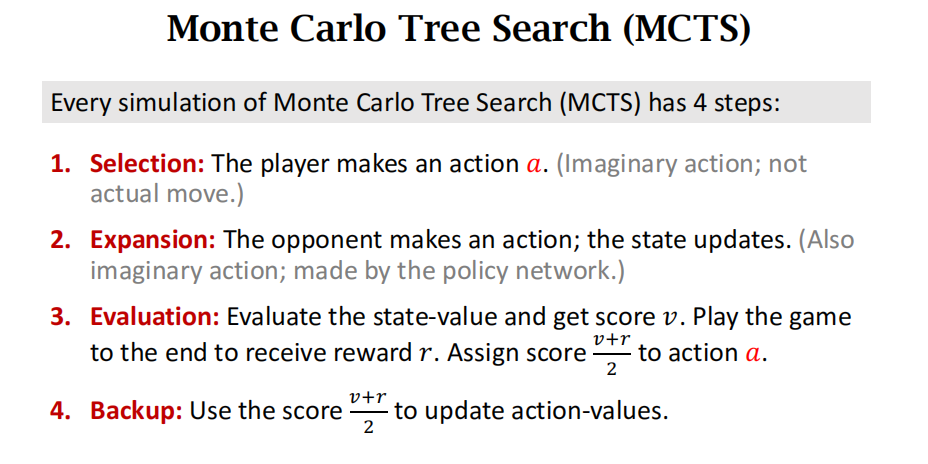 Monte Carlo Tree Search (MCTS)
Every simulation of Monte Carlo Tree Search (MCTS) has 4 steps:
1. Selection: The player makes an action a. (Imaginary action; not
actual move.)
2. Expansion: The opponent makes an action; the state updates. (Also
imaginary action; made by the policy network.)
3. Evaluation: Evaluate the state-value and get score v. Play the game
to the end to receive reward r. Assign score (v+r)/2 to action a.
4. Backup: Use the score (v+r)/2 to update action-values.